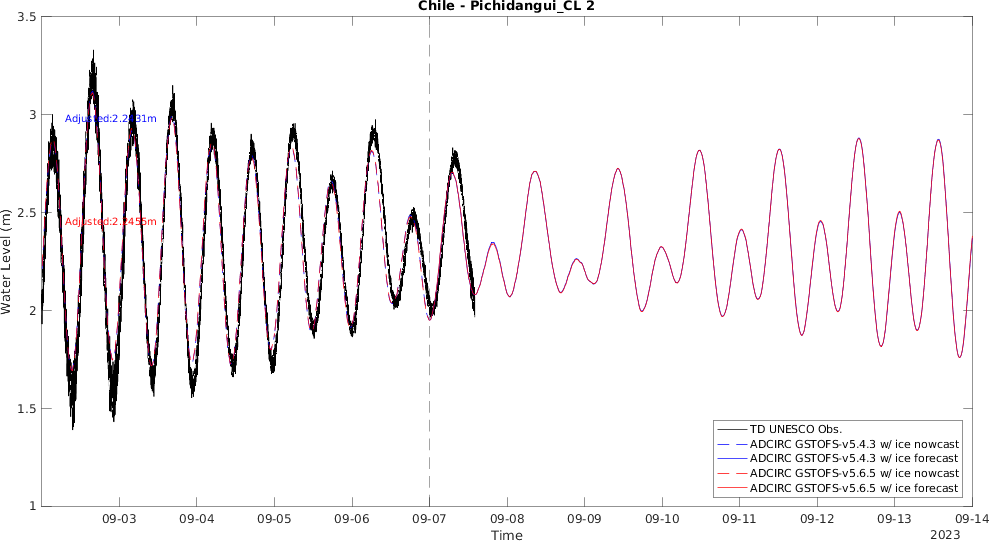 Chile - Pichidangui_CL 2
3.5
3
2.5
2
1.5
1
Water Level (m)
Adjusted:2.2455m
09-03 09-04 09-05 09-06 09-07 09-08 09-09 09-10 09-11 09-12 09-13 09-14
Time
2023
TD UNESCO Obs.
ADCIRC GSTOFS-v5.4.3 w/ ice nowcast
ADCIRC GSTOFS-v5.4.3 w/ ice forecast
ADCIRC GSTOFS-v5.6.5 w/ ice nowcast
ADCIRC GSTOFS-v5.6.5 w/ ice forecast